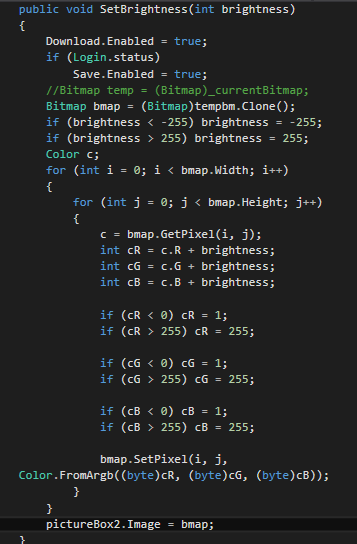 public void SetBrightness(int brightness)
{
Download.Enabled = true;
if (Login.status)
Save.Enabled = true;
//Bitmap temp = (Bitmap)_currentBitmap;
Bitmap bmap = (Bitmap)tempbm.Clone();
if (brightness < -255) brightness = -255;
if (brightness > 255) brightness = 255;
Color c;
for (int i = 0; i < bmap.Width; i++)
{
for (int j = 0; j < bmap.Height; j++)
{
c = bmap.GetPixel(i, j);
int cR = c.R + brightness;
int cG = c.G + brightness;
int cB = c.B + brightness;
if (cR < 0) cR = 1;
if (cR > 255) cR = 255;
if (cG < 0) cG = 1;
if (cG > 255) cG = 255;
if (cB < 0) cB = 1;
if (cB > 255) cB = 255;
bmap.SetPixel(i, j,
Color.FromArgb((byte)cR, (byte)cG, (byte)cB));
}
}
pictureBox2.Image = bmap;
}